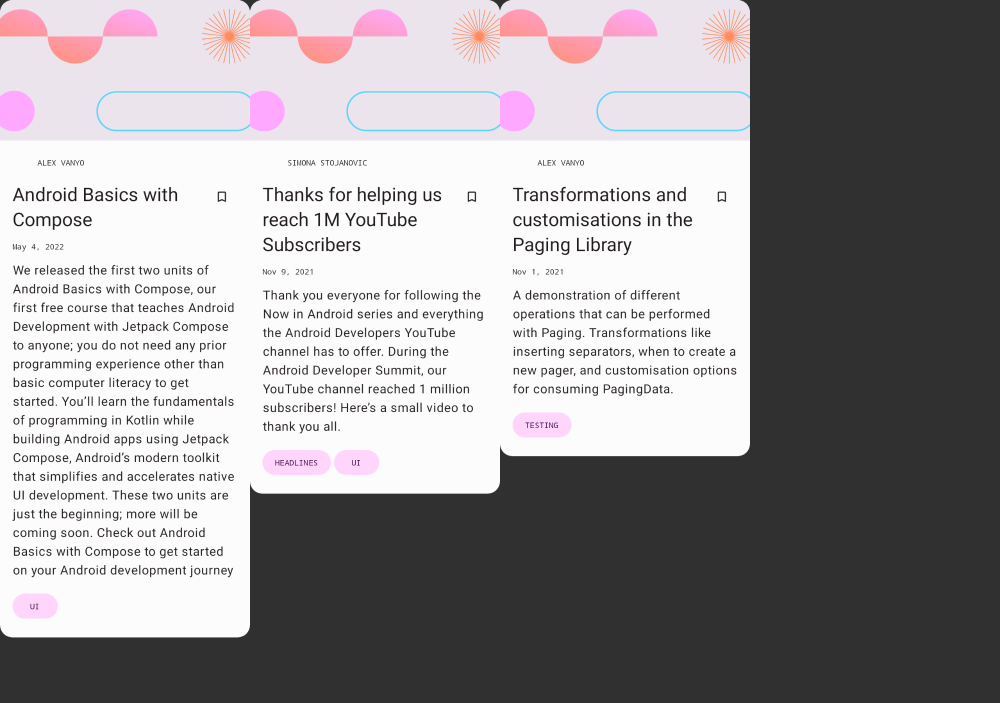 ALEX VANYO
Android Basics with
Compose
May 4, 2022
We released the first two units of
Android Basics with Compose, our
first free course that teaches Android
Development with Jetpack Compose
to anyone; you do not need any prior
programming experience other than
basic computer literacy to get
started. You’ll learn the fundamentals
of programming in Kotlin while
building Android apps using Jetpack
Compose, Android’s modern toolkit
that simplifies and accelerates native
UI development. These two units are
just the beginning; more will be
coming soon. Check out Android
Basics with Compose to get started
on your Android development journey
UI
SIMONA STOJANOVIC
Thanks for helping us
reach 1M YouTube
Subscribers
Nov 9, 2021
Thank you everyone for following the
Now in Android series and everything
the Android Developers YouTube
channel has to offer. During the
Android Developer Summit, our
YouTube channel reached 1 million
subscribers! Here’s a small video to
thank you all.
HEADLINES
UI
ALEX VANYO
Transformations and
customisations in the
Paging Library
Nov 1, 2021
A demonstration of different
operations that can be performed
with Paging. Transformations like
inserting separators, when to create a
new pager, and customisation options
for consuming PagingData.
TESTING